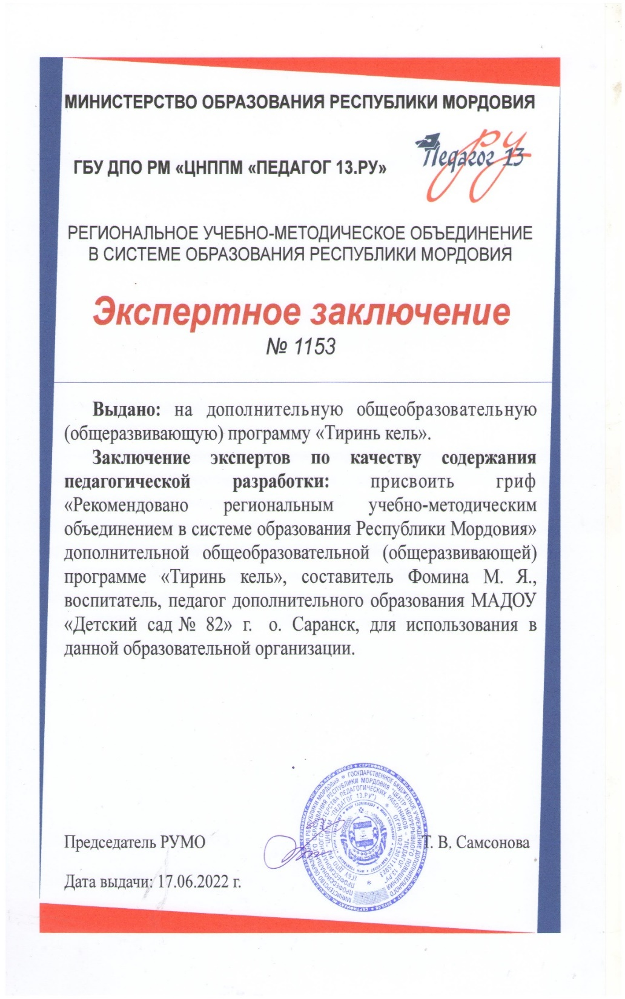 МИНИСТЕРСТВО ОБРАЗОВАНИЯ РЕСПУБЛИКИ МОРДОВИЯ
Педагог 13 ру
ГБУ ДПО РМ «ЦНППМ «ПЕДАГОГ 13.РУ»
РЕГИОНАЛЬНОЕ УЧЕБНО-МЕТОДИЧЕСКОЕ ОБЪЕДИНЕНИЕ
В СИСТЕМЕ ОБРАЗОВАНИЯ РЕСПУБЛИКИ МОРДОВИЯ
Экспертное заключение
№ 1153
Выдано: на дополнительную общеобразовательную
(общеразвивающую) программу «Тиринь кель».
Заключение экспертов по качеству содержания
педагогической разработки: присвоить гриф
«Рекомендовано региональным учебно-методическим
объединением в системе образования Республики Мордовия»
дополнительной общеобразовательной (общеразвивающей)
программе «Тиринь кель», составитель Фомина М. Я.,
воспитатель, педагог дополнительного образования МАДОУ
«Детский сад № 82» г. о. Саранск, для использования в
данной образовательной организации.
Председатель РУМО Т. В. Самсонова
Дата выдачи: 17.06.2022 г.